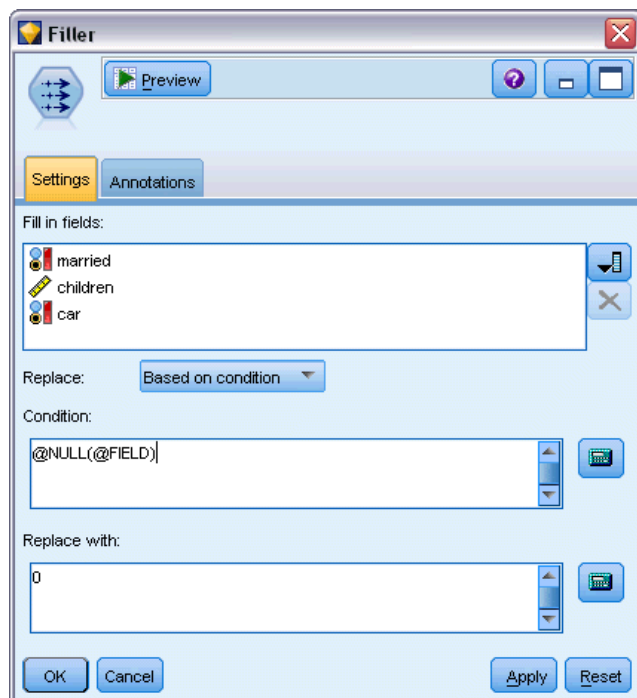 Filler
Preview
Settings Annotations
Fill in fields:
married
children
car
Replace: Based on condition
Condition:
@NULL(@FIELD)
Replace with:
0
OK Cancel Apply Reset